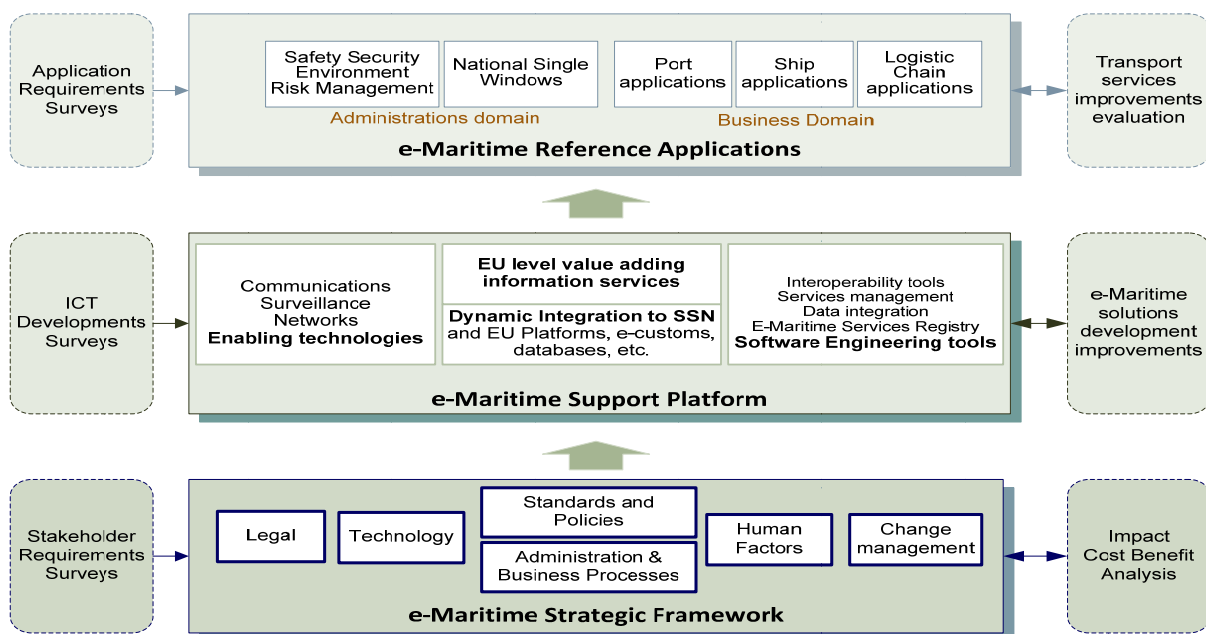 Application
Requirements
Surveys
Safety Security
Environment
Risk Management
National Single
Windows
Port
applications
Ship
applications
Logistic
Chain
applications
Administrations domain
Business Domain
e-Maritime Reference Applications
Transport
services
improvements
evaluation
ICT
Developments
Surveys
Communications
Surveillance
Networks
Enabling technologies
EU level value adding
information services
Dynamic Integration to SSN
and EU Platforms, e-customs,
databases, etc.
Interoperability tools
Services management
Data integration
E-Maritime Services Registry
Software Engineering tools
e-Maritime Support Platform
e-Maritime
solutions
development
improvements
Stakeholder
Requirements
Surveys
Legal
Technology
Standards and
Policies
Administration &
Business Processes
Human
Factors
Change
management
e-Maritime Strategic Framework
Impact
Cost Benefit
Analysis